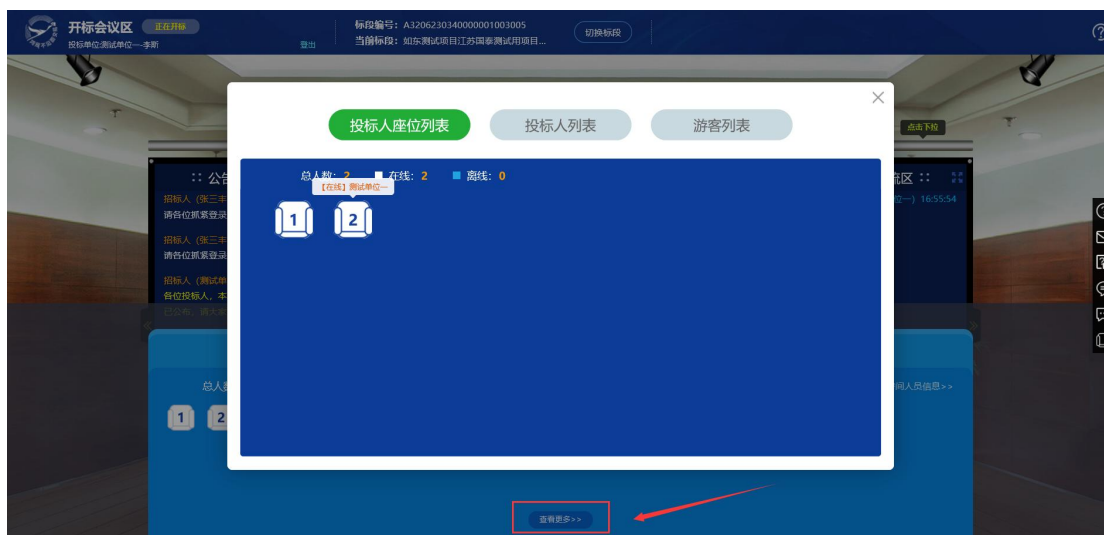 开标会议区 正在开标
投标单位:测试单位一---李斯
登出
标段编号：A3206230340000001003005
当前标段：如东测试项目江苏国泰测试用项目...
切换标段
投标人座位列表 投标人列表 游客列表
点击下拉
总人数：2 在线：2 离线：0
【在线】测试单位一
1 2
:: 公告
流区 ::
招标人（张三丰
位一）16:55:54
请各位抓紧登录
招标人（张三丰
请各位抓紧登录
招标人（测试单
各位投标人，本
已公布，请大家
总人数
间人员信息>>
1 2
查看更多>>